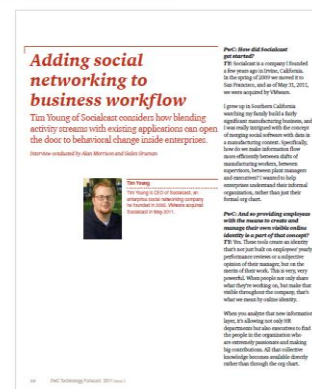 Adding social
networking to
business workflow
Tim Young of Socialcast considers how blending
activity streams with existing applications can open
the door to behavioral change inside enterprises.
Interview conducted by Alan Morrison and Galen Gruman
Tim Young
Tim Young is CEO of Socialcast, an
enterprise social networking company
he founded in 2005. VMware acquired
Socialcast in May 2011.
PwC: How did Socialcast
get started?
TY: Socialcast is a company I founded
a few years ago in Irvine, California.
In the spring of 2009 we moved it to
San Francisco, and as of May 31, 2011,
we were acquired by VMware.
I grew up in Southern California
watching my family build a fairly
significant manufacturing business, and
I was really intrigued with the concept
of merging social software with data in
a manufacturing context. Specifically,
how do we make information flow
more efficiently between shifts of
manufacturing workers, between
supervisors, between plant managers
and executives? I wanted to help
enterprises understand their informal
organization, rather than just their
formal org chart.
PwC: And so providing employees
with the means to create and
manage their own visible online
identity is a part of that concept?
TY: Yes. These tools create an identity
that's not just built on employees' yearly
performance reviews or a subjective
opinion of their manager, but on the
merits of their work. This is very, very
powerful. When people not only share
what they're working on, but make that
visible throughout the company, that's
what we mean by online identity.
When you analyze that new information
layer, it's allowing not only HR
departments but also executives to find
the people in the organization who
are extremely passionate and making
big contributions. All that collective
knowledge becomes available directly
rather than through the org chart.
PwC Technology Forecast 2011 Issue 3